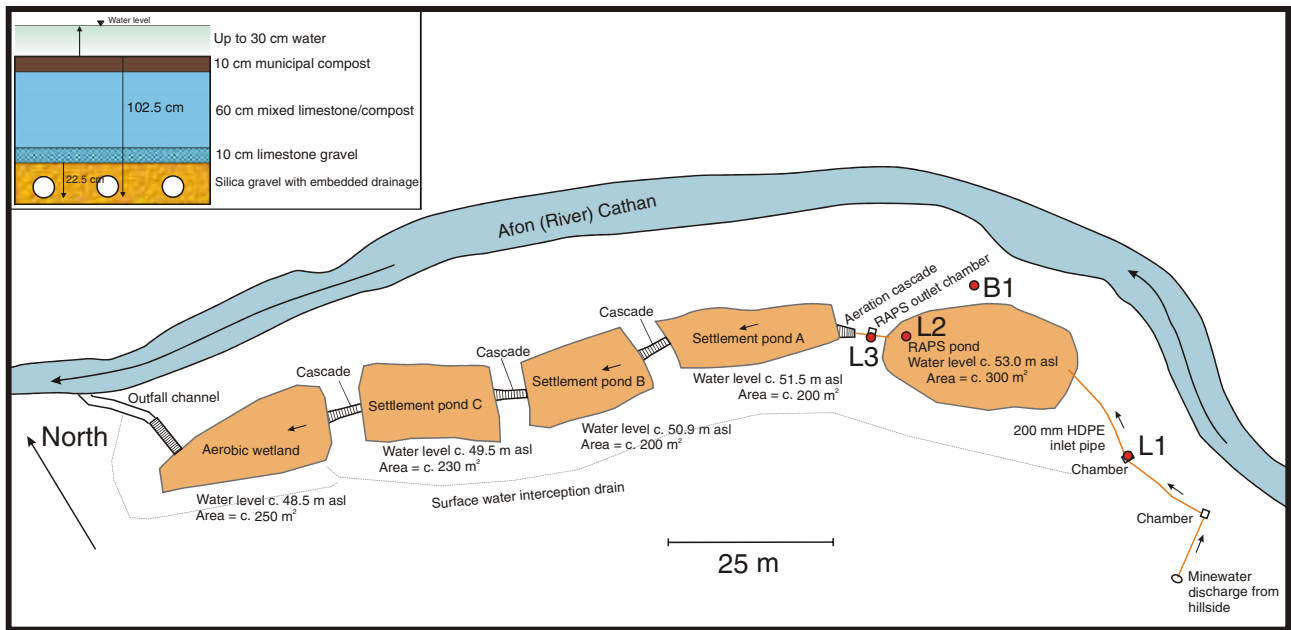 Water level
Up to 30 cm water
10 cm municipal compost
102.5 cm
60 cm mixed limestone/compost
10 cm limestone gravel
22.5 cm
Silica gravel with embedded drainage
Afon (River) Cathan
Aeration cascade
RAPS outlet chamber
B1
Cascade
Settlement pond A
L2
L3
RAPS pond
Water level c. 53.0 m asl
Area = c. 300 m²
Cascade
Settlement pond B
Water level c. 51.5 m asl
Area = c. 200 m²
Cascade
Settlement pond C
Outfall channel
North
Aerobic wetland
Water level c. 50.9 m asl
Area = c. 200 m²
Water level c. 49.5 m asl
Area = c. 230 m²
200 mm HDPE
inlet pipe
L1
Chamber
Surface water interception drain
Water level c. 48.5 m asl
Area = c. 250 m²
Chamber
25 m
Minewater
discharge from
hillside